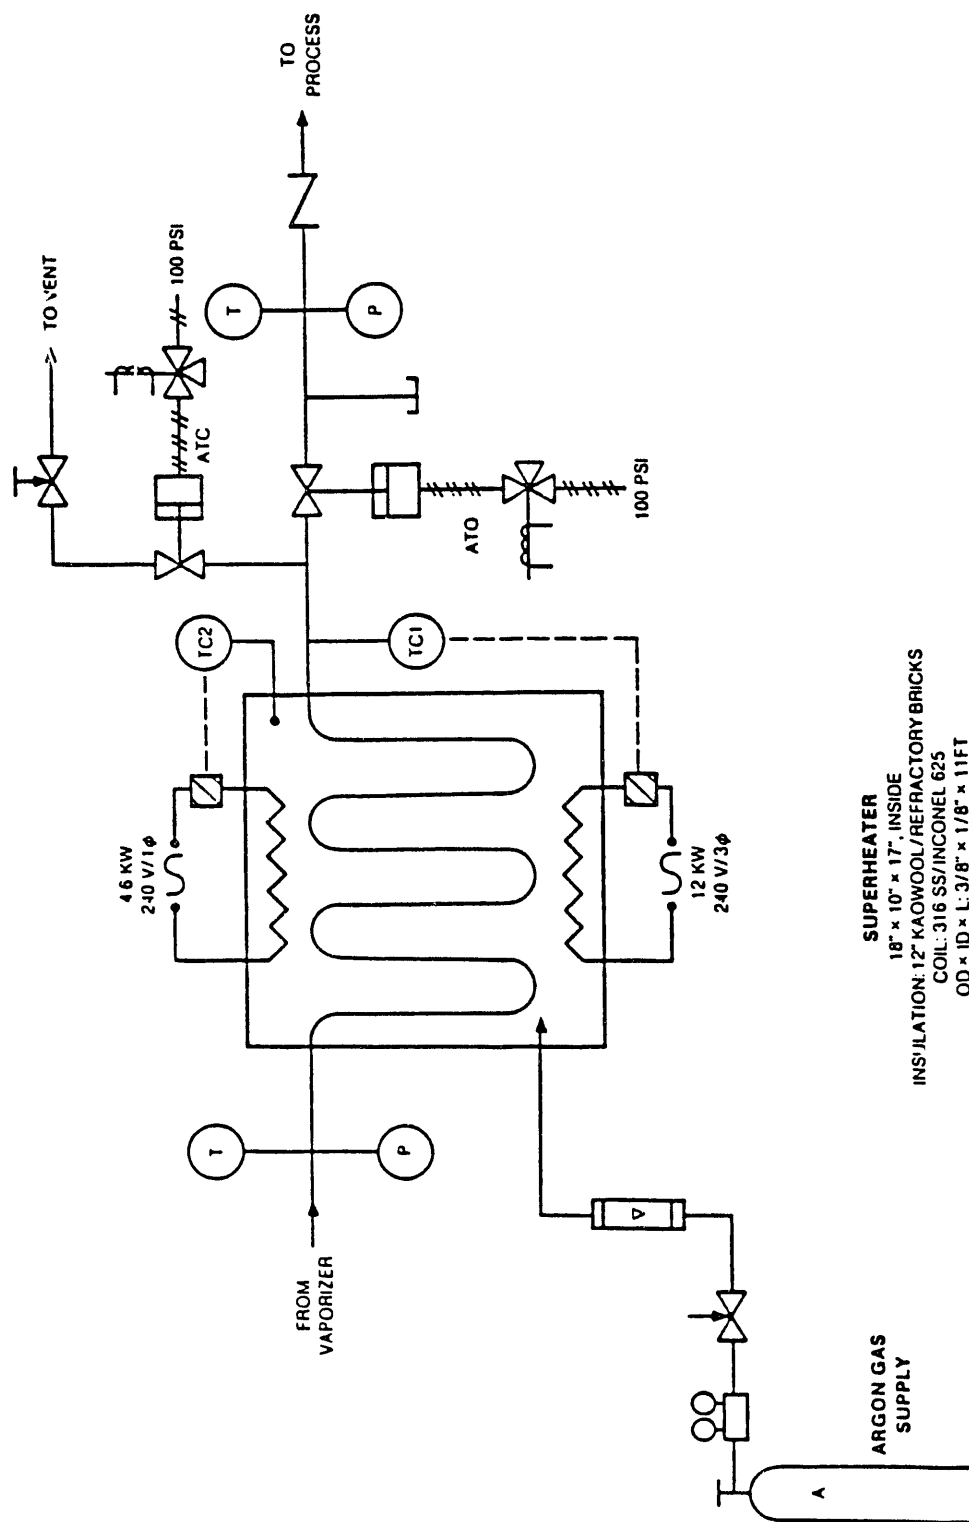 TO
PROCESS
TO VENT
100 PSI
ATC
T
P
ATO
100 PSI
TC2
TC1
4.6 KW
240 V/1ϕ
12 KW
240 V/3ϕ
T
P
FROM
VAPORIZER
SUPERHEATER
18" × 10" × 17", INSIDE
INSULATION: 12" KAOWOOL/REFRACTORY BRICKS
COIL: 316 SS/INCONEL 625
OD × ID × L: 3/8" × 1/8" × 11FT
ARGON GAS
SUPPLY
A